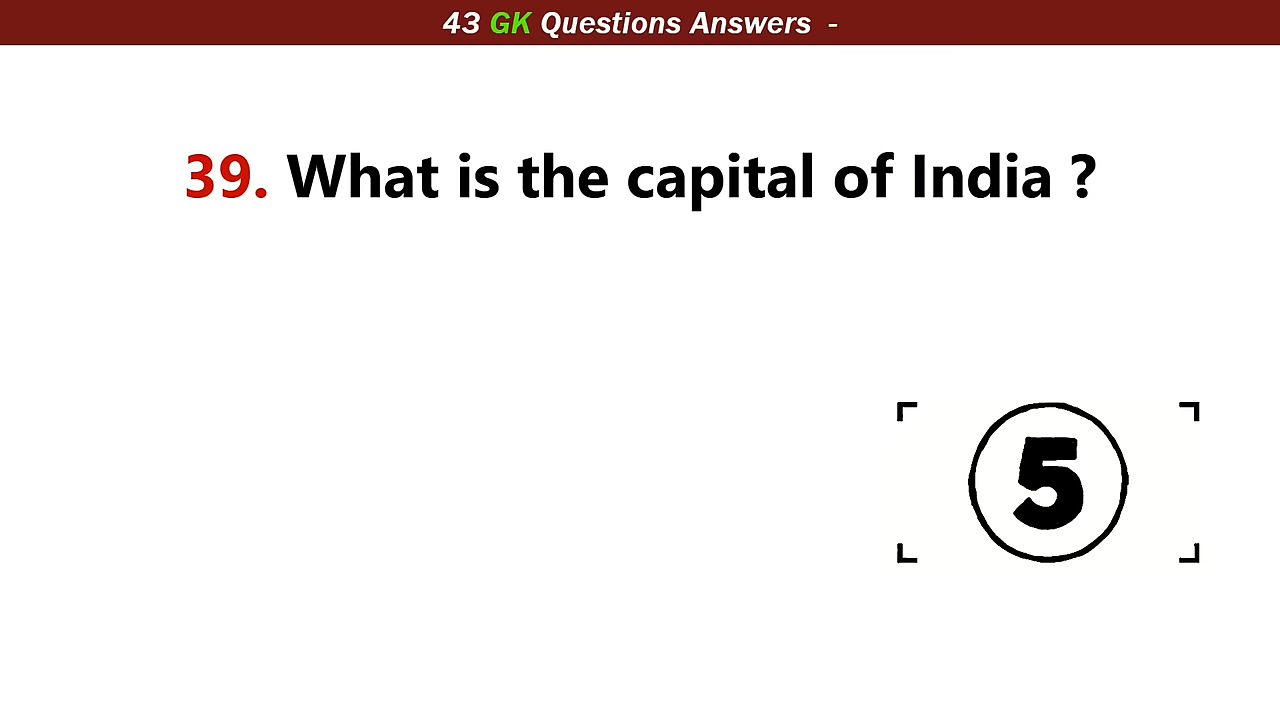 43 GK Questions Answers -
39. What is the capital of India ?
5